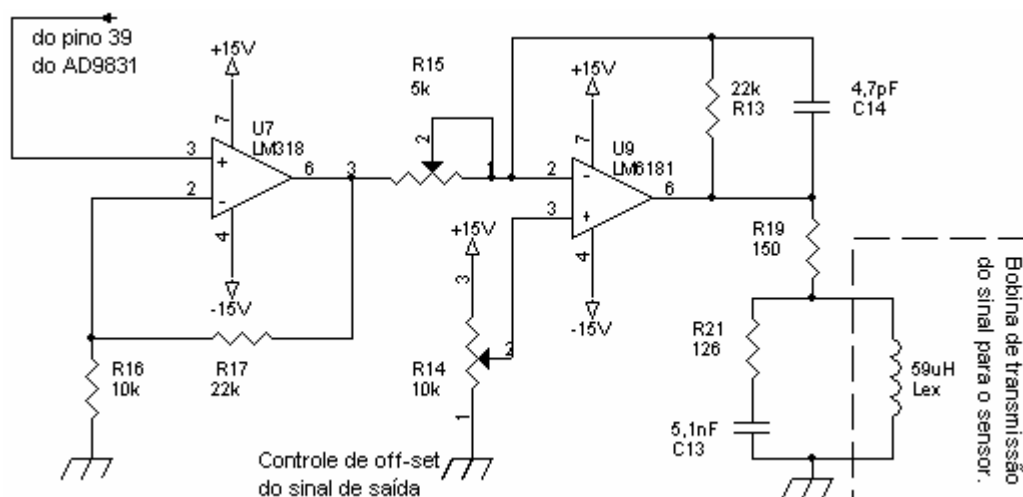 do pino 39
do AD9831
+15V
7
U7
LM318
3
+
2
-
6
3
4
-15V
R15
5k
2
1
+15V
7
U9
LM6181
2
-
3
+
6
4
-15V
22k
R13
4,7pF
C14
R16
10k
R17
22k
+15V
3
2
R14
10k
1
Controle de off-set
do sinal de saída
R19
150
R21
126
5,1nF
C13
59uH
Lex
Bobina de transmissão
do sinal para o sensor.